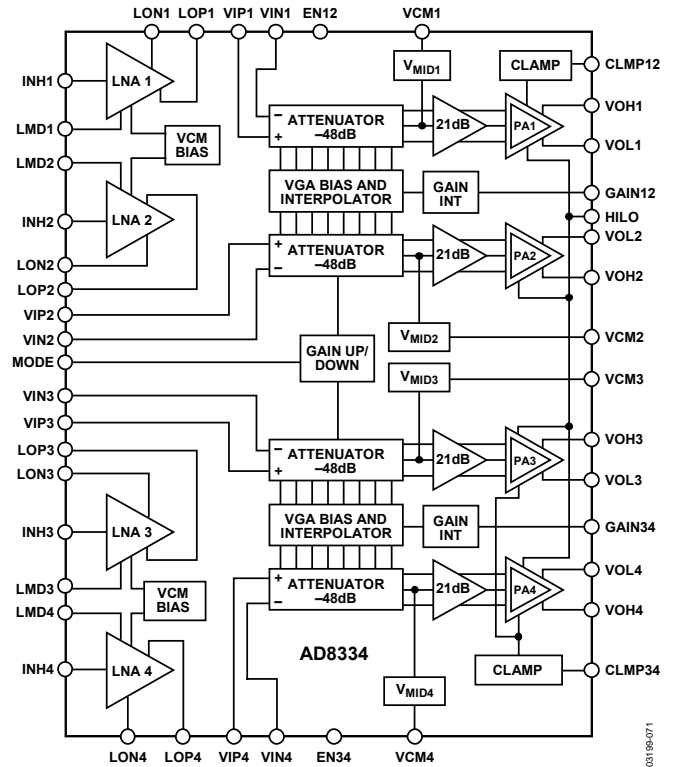 LON1 LOP1 VIP1 VIN1 EN12 VCM1
INH1
LNA 1
VMID1
CLAMP
CLMP12
LMD1
VCM
BIAS
– ATTENUATOR
+ –48dB
21dB
PA1
VOH1
VOL1
LMD2
VGA BIAS AND
INTERPOLATOR
GAIN
INT
GAIN12
HILO
INH2
LNA 2
LON2
LOP2
+ ATTENUATOR
– –48dB
21dB
PA2
VOL2
VOH2
VIP2
VIN2
VMID2
VCM2
MODE
GAIN UP/
DOWN
VMID3
VCM3
VIN3
VIP3
LOP3
LON3
– ATTENUATOR
+ –48dB
21dB
PA3
VOH3
VOL3
INH3
LNA 3
VGA BIAS AND
INTERPOLATOR
GAIN
INT
GAIN34
LMD3
LMD4
VCM
BIAS
+ ATTENUATOR
– –48dB
21dB
PA4
VOL4
VOH4
INH4
LNA 4
AD8334
CLAMP
CLMP34
VMID4
LON4 LOP4 VIP4 VIN4 EN34 VCM4
03199-071